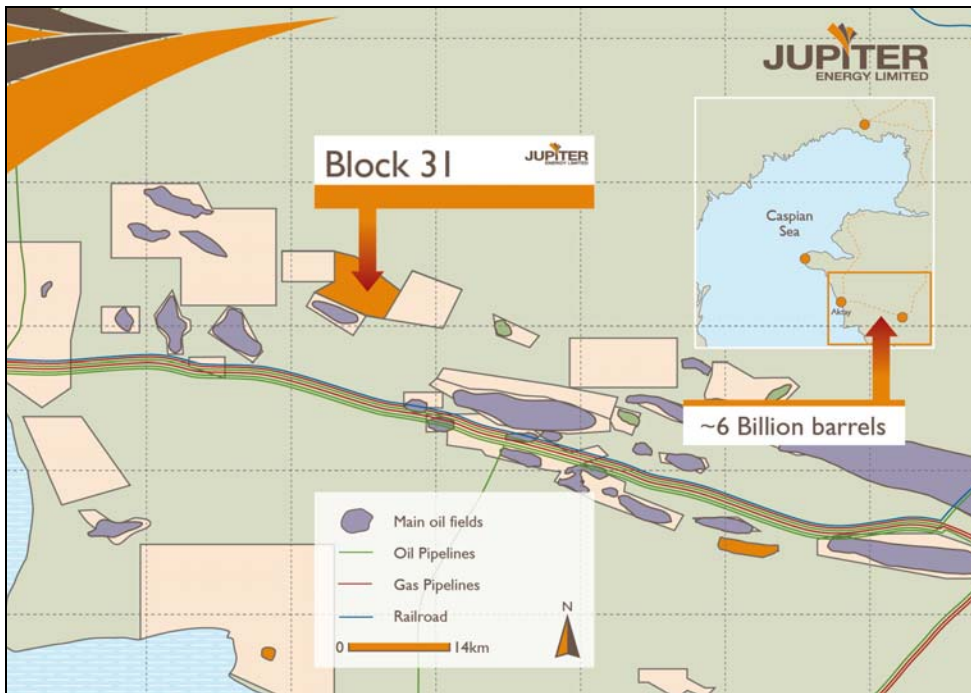 JUPITER
ENERGY LIMITED
Block 31
JUPITER
ENERGY LIMITED
Caspian
Sea
Aktau
~6 Billion barrels
Main oil fields
Oil Pipelines
Gas Pipelines
Railroad
0 14km
N